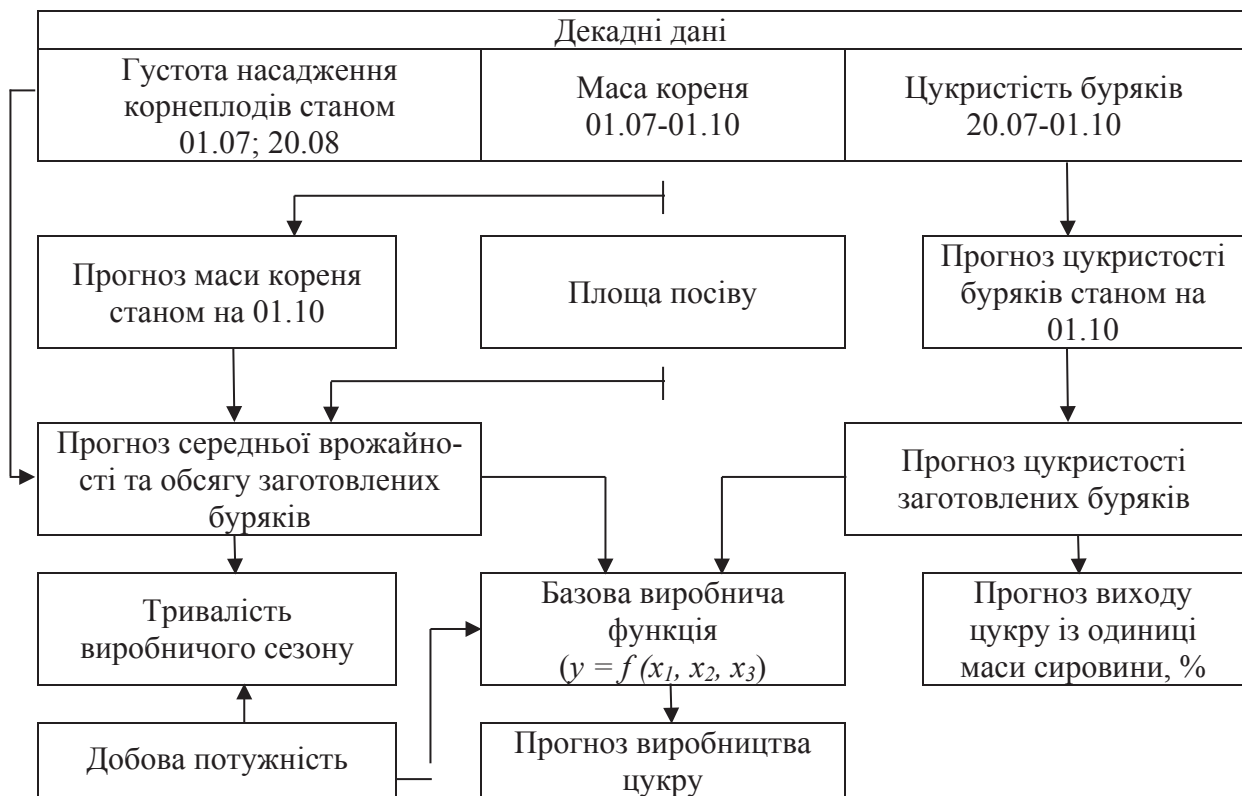 Декадні дані
Густота насадження
корнеплодів станом
01.07; 20.08
Маса кореня
01.07-01.10
Цукристість буряків
20.07-01.10
Прогноз маси кореня
станом на 01.10
Площа посіву
Прогноз цукристості
буряків станом на
01.10
Прогноз середньої врожайно-
сті та обсягу заготовлених
буряків
Прогноз цукристості
заготовлених буряків
Тривалість
виробничого сезону
Базова виробнича
функція
(y = f (x₁, x₂, x₃)
Прогноз виходу
цукру із одиниці
маси сировини, %
Добова потужність
Прогноз виробництва
цукру